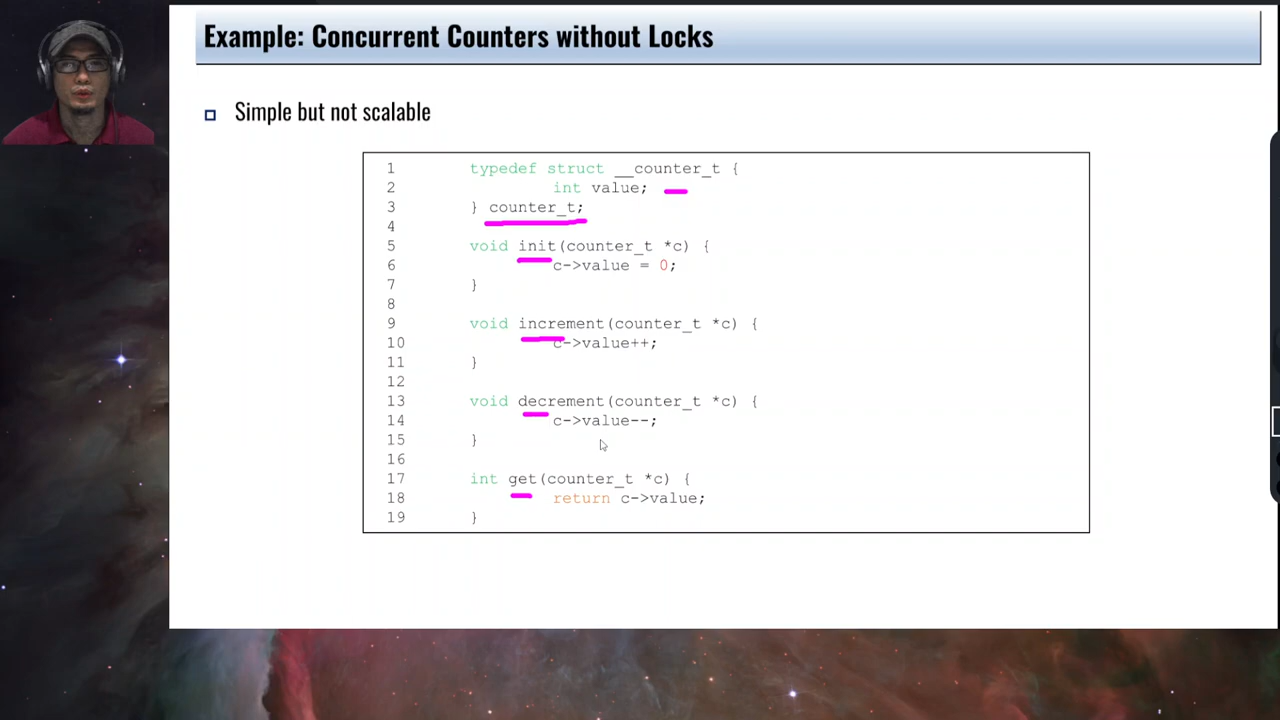 Example: Concurrent Counters without Locks
Simple but not scalable
1 typedef struct __counter_t {
2 int value;
3 } counter_t;
4
5 void init(counter_t *c) {
6 c->value = 0;
7 }
8
9 void increment(counter_t *c) {
10 c->value++;
11 }
12
13 void decrement(counter_t *c) {
14 c->value--;
15 }
16
17 int get(counter_t *c) {
18 return c->value;
19 }